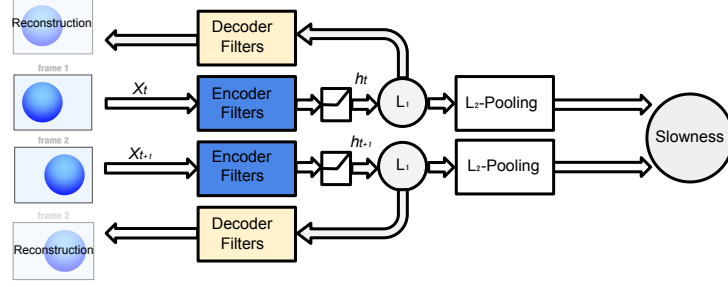 Reconstruction
Decoder
Filters
frame 1
Xt
Encoder
Filters
ht
L1
L2-Pooling
Slowness
frame 2
Xt+1
Encoder
Filters
ht+1
L1
L2-Pooling
frame 2
Reconstruction
Decoder
Filters